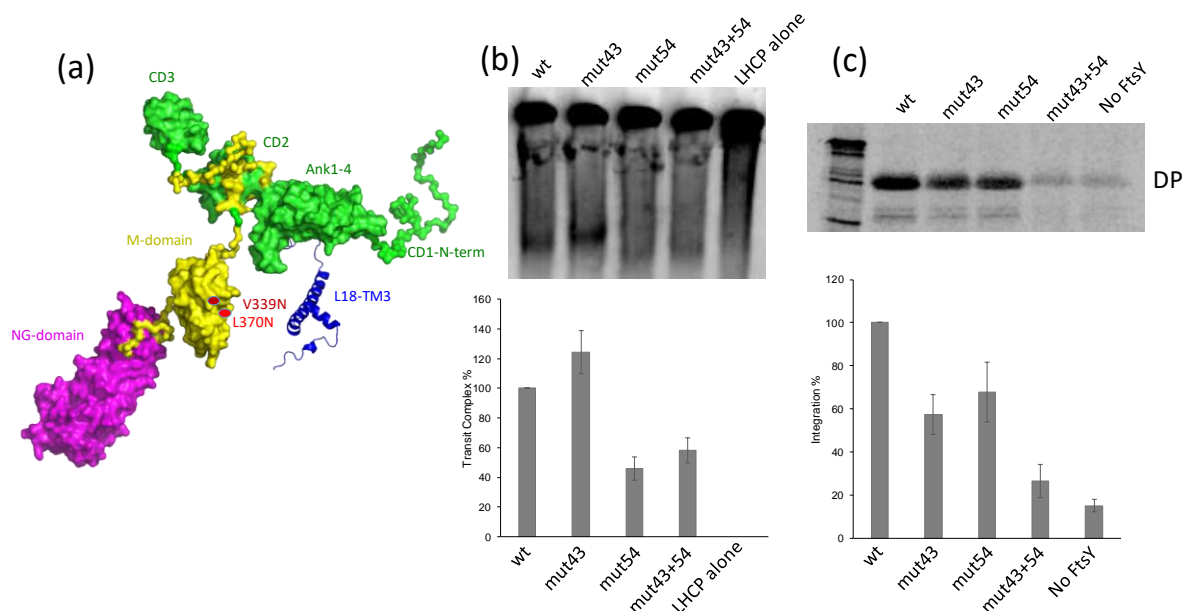 (a)
CD3
CD2
Ank1-4
M-domain
CD1-N-term
V339N
L18-TM3
L370N
NG-domain
(b)
wt
mut43
mut54
mut43+54
LHCP alone
Transit Complex %
160
140
120
100
80
60
40
20
0
wt
mut43
mut54
mut43+54
LHCP alone
(c)
wt
mut43
mut54
mut43+54
No FtsY
DP
Integration %
120
100
80
60
40
20
0
wt
mut43
mut54
mut43+54
No FtsY